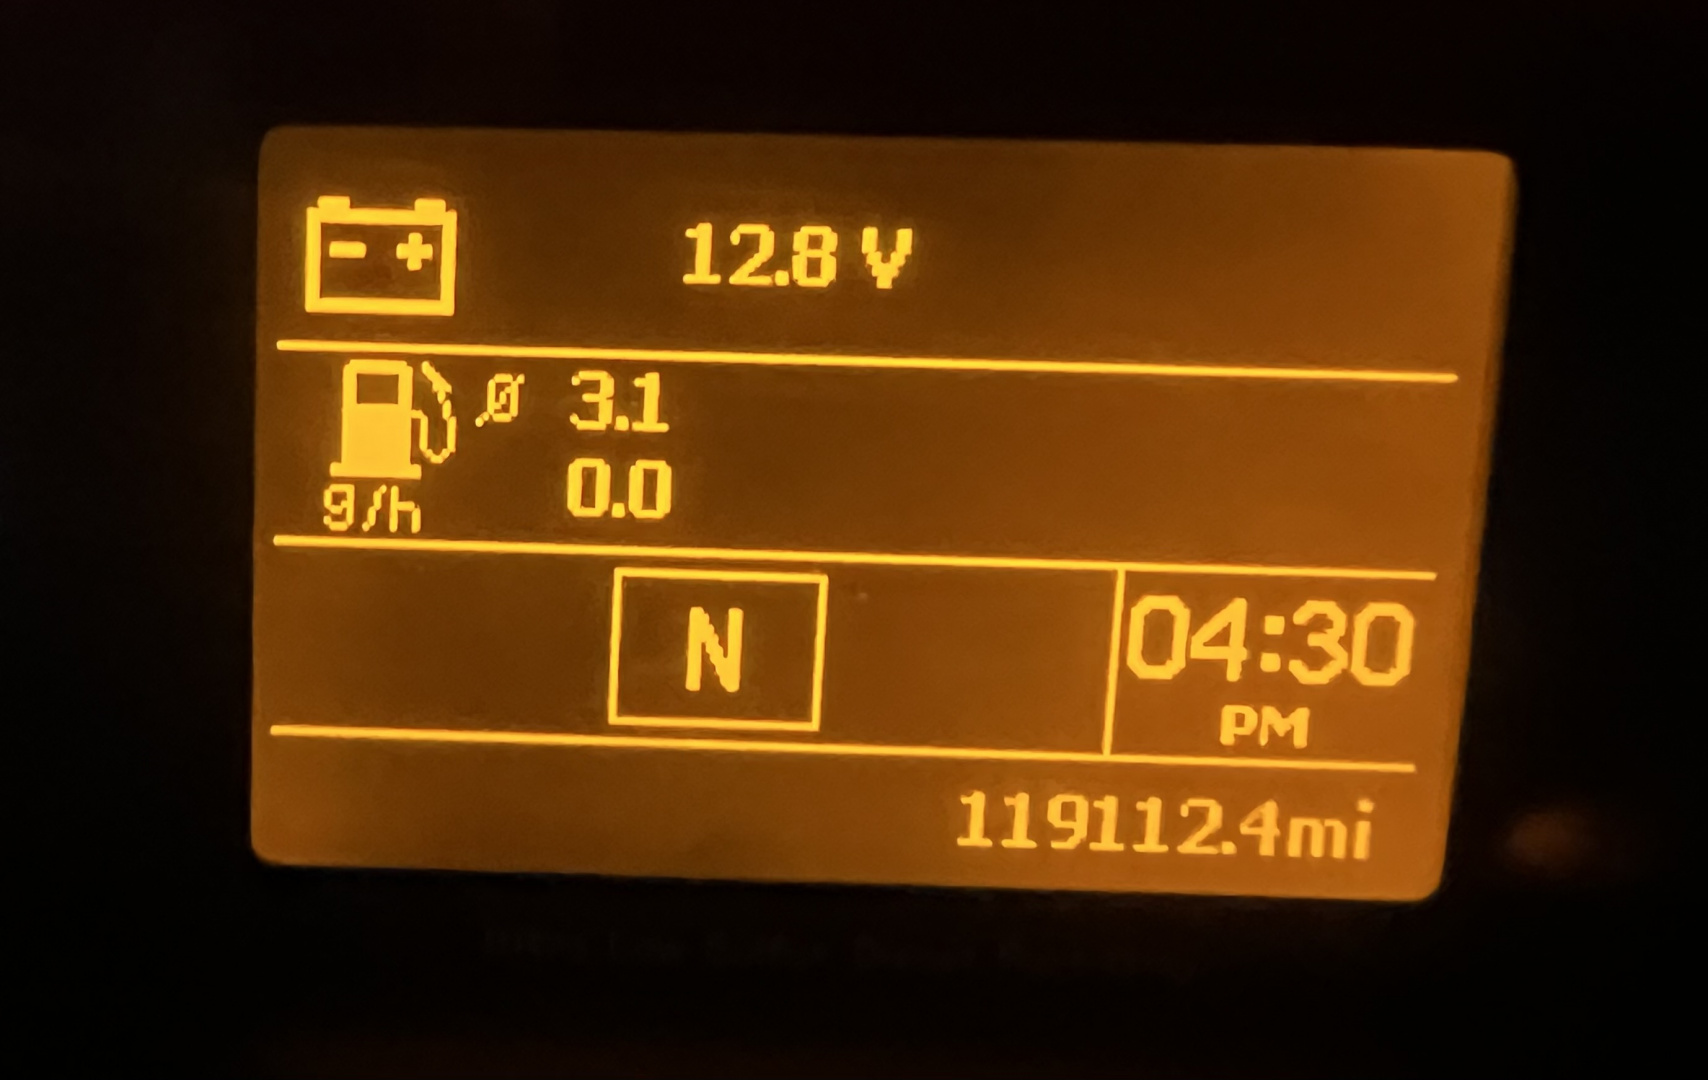 - +
12.8 V
Ø 3.1
0.0
g/h
N
04:30
PM
119112.4mi